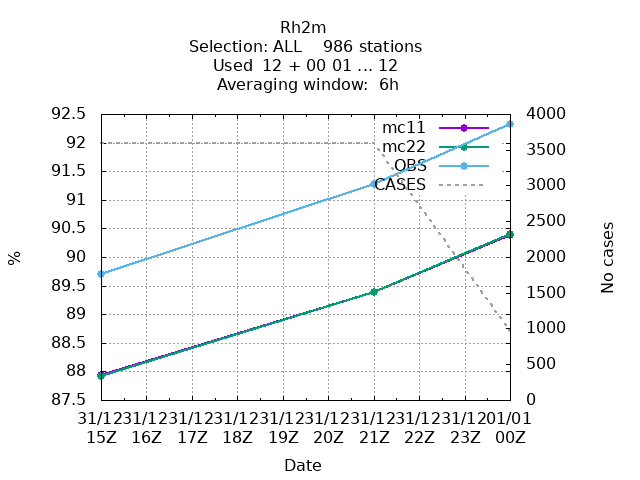 Rh2m
Selection: ALL 986 stations
Used 12 + 00 01 ... 12
Averaging window: 6h
92.5
92
91.5
91
90.5
90
89.5
89
88.5
88
87.5
%
4000
3500
3000
2500
2000
1500
1000
500
0
No cases
mc11
mc22
OBS
CASES
31/12 31/12 31/12 31/12 31/12 31/12 31/12 31/12 31/12 01/01
15Z 16Z 17Z 18Z 19Z 20Z 21Z 22Z 23Z 00Z
Date